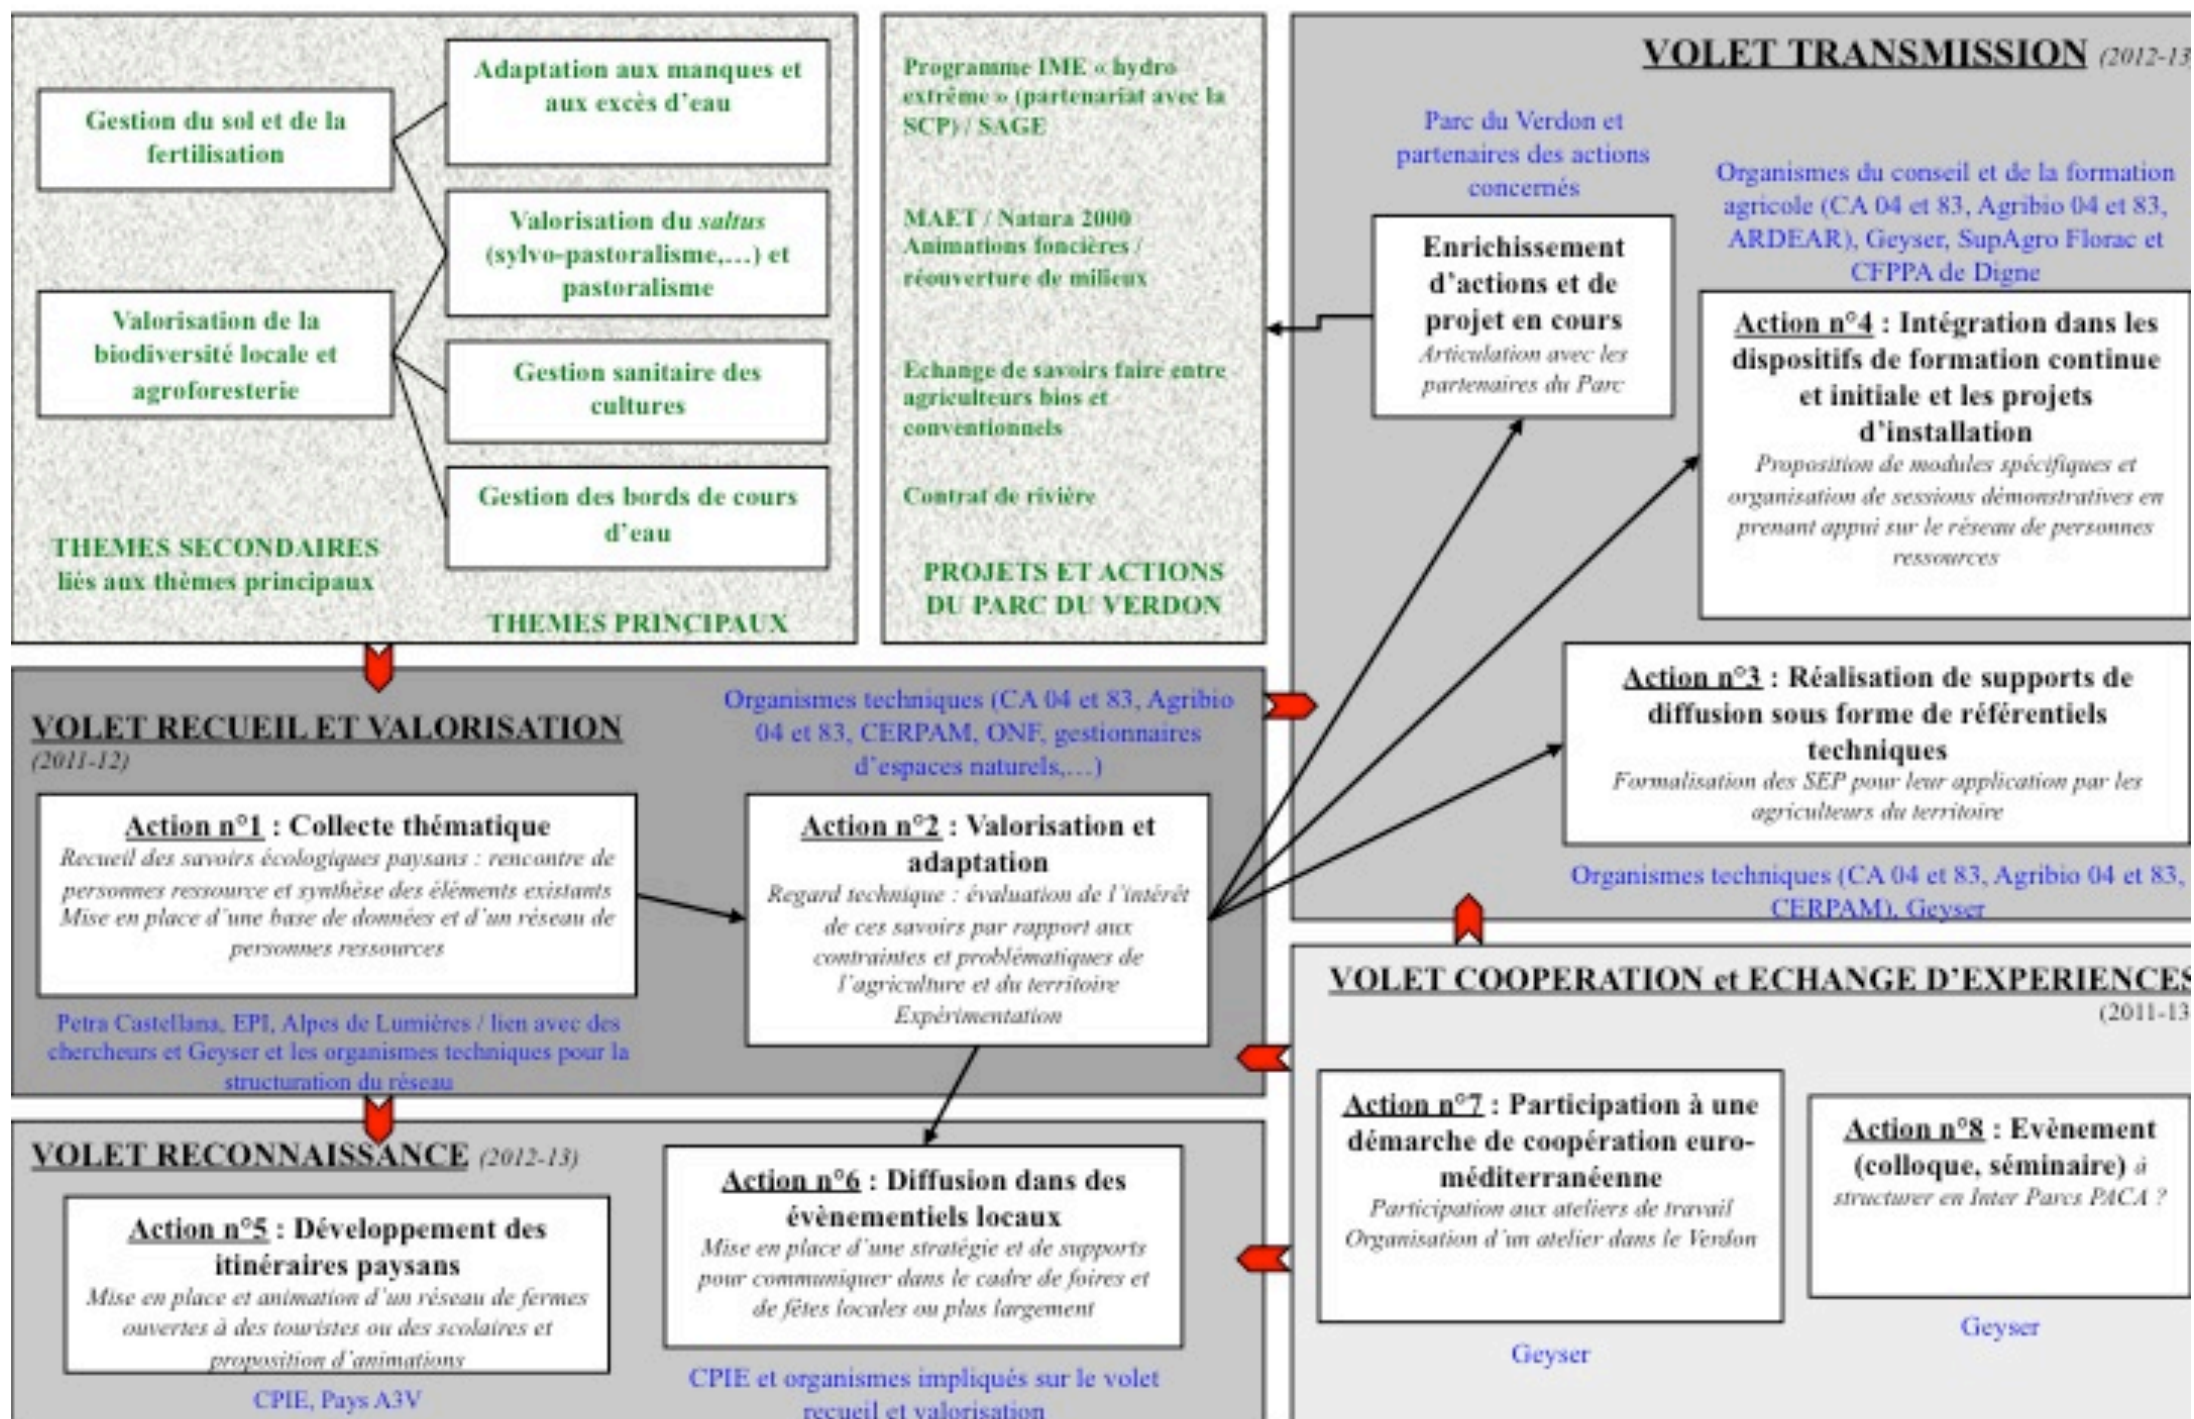 Gestion du sol et de la
fertilisation
Valorisation de la
biodiversité locale et
agroforesterie
THEMES SECONDAIRES
liés aux thèmes principaux
Adaptation aux manques et
aux excès d'eau
Valorisation du saltus
(sylvo-pastoralisme,…) et
pastoralisme
Gestion sanitaire des
cultures
Gestion des bords de cours
d'eau
THEMES PRINCIPAUX
Programme IME « hydro
extrême » (partenariat avec la
SCP) / SAGE
MAET / Natura 2000
Animations foncières /
réouverture de milieux
Echange de savoirs faire entre
agriculteurs bios et
conventionnels
Contrat de rivière
PROJETS ET ACTIONS
DU PARC DU VERDON
VOLET TRANSMISSION (2012-13)
Parc du Verdon et
partenaires des actions
concernés
Enrichissement
d'actions et de
projet en cours
Articulation avec les
partenaires du Parc
Organismes du conseil et de la formation
agricole (CA 04 et 83, Agribio 04 et 83,
ARDEAR), Geyser, SupAgro Florac et
CFPPA de Digne
Action n°4 : Intégration dans les
dispositifs de formation continue
et initiale et les projets
d'installation
Proposition de modules spécifiques et
organisation de sessions démonstratives en
prenant appui sur le réseau de personnes
ressources
Action n°3 : Réalisation de supports de
diffusion sous forme de référentiels
techniques
Formalisation des SEP pour leur application par les
agriculteurs du territoire
Organismes techniques (CA 04 et 83, Agribio 04 et 83,
CERPAM), Geyser
VOLET RECUEIL ET VALORISATION
(2011-12)
Organismes techniques (CA 04 et 83, Agribio
04 et 83, CERPAM, ONF, gestionnaires
d'espaces naturels,…)
Action n°1 : Collecte thématique
Recueil des savoirs écologiques paysans : rencontre de
personnes ressource et synthèse des éléments existants
Mise en place d'une base de données et d'un réseau de
personnes ressources
Petra Castellana, EPI, Alpes de Lumières / lien avec des
chercheurs et Geyser et les organismes techniques pour la
structuration du réseau
Action n°2 : Valorisation et
adaptation
Regard technique : évaluation de l'intérêt
de ces savoirs par rapport aux
contraintes et problématiques de
l'agriculture et du territoire
Expérimentation
VOLET RECONNAISSANCE (2012-13)
Action n°5 : Développement des
itinéraires paysans
Mise en place et animation d'un réseau de fermes
ouvertes à des touristes ou des scolaires et
proposition d'animations
CPIE, Pays A3V
Action n°6 : Diffusion dans des
évènementiels locaux
Mise en place d'une stratégie et de supports
pour communiquer dans le cadre de foires et
de fêtes locales ou plus largement
CPIE et organismes impliqués sur le volet
recueil et valorisation
VOLET COOPERATION et ECHANGE D'EXPERIENCES
(2011-13
Action n°7 : Participation à une
démarche de coopération euro-
méditerranéenne
Participation aux ateliers de travail
Organisation d'un atelier dans le Verdon
Geyser
Action n°8 : Evènement
(colloque, séminaire) à
structurer en Inter Parcs PACA ?
Geyser